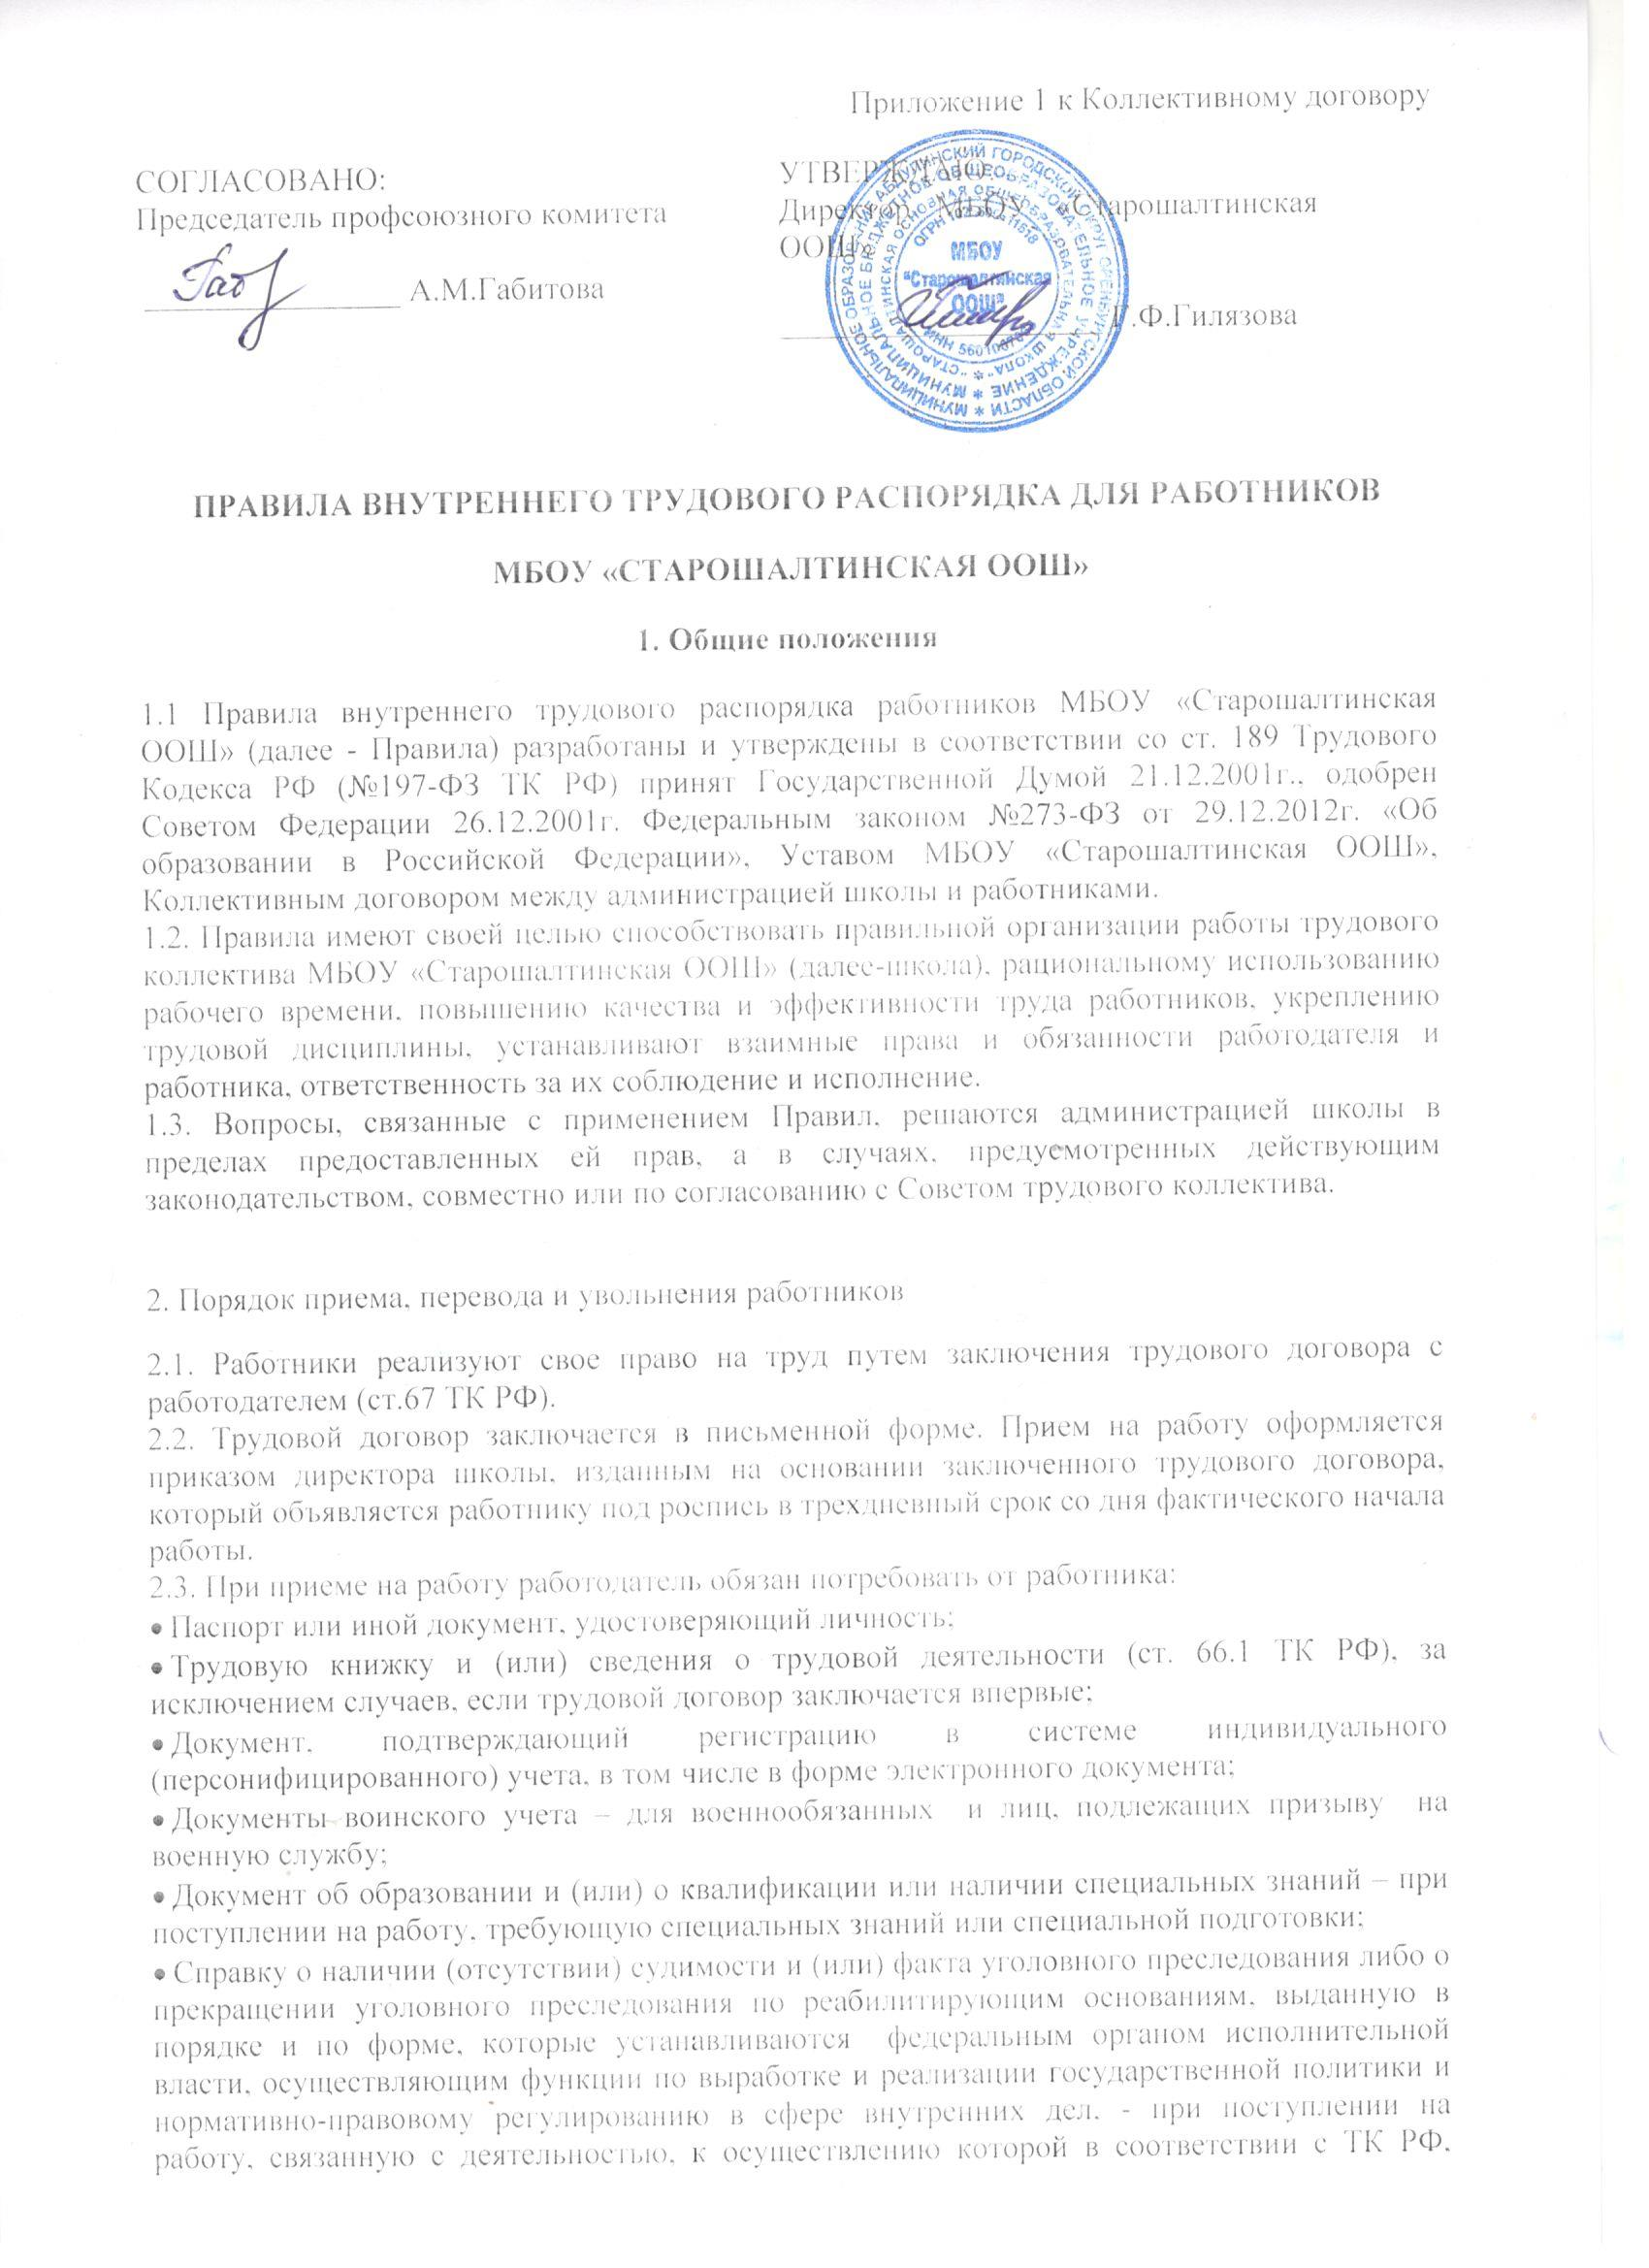 Приложение 1 к Коллективному договору
СОГЛАСОВАНО:
Председатель профсоюзного комитета
А.М.Габитова
УТВЕРЖДАЮ:
Директор МБОУ «Старошалтинская
ООШ»
Г.Ф.Гилязова
МБОУ
"Старошалтинская
ООШ"
ПРАВИЛА ВНУТРЕННЕГО ТРУДОВОГО РАСПОРЯДКА ДЛЯ РАБОТНИКОВ
МБОУ «СТАРОШАЛТИНСКАЯ ООШ»
1. Общие положения
1.1 Правила внутреннего трудового распорядка работников МБОУ «Старошалтинская
ООШ» (далее - Правила) разработаны и утверждены в соответствии со ст. 189 Трудового
Кодекса РФ (№197-ФЗ ТК РФ) принят Государственной Думой 21.12.2001г., одобрен
Советом Федерации 26.12.2001г. Федеральным законом №273-ФЗ от 29.12.2012г. «Об
образовании в Российской Федерации», Уставом МБОУ «Старошалтинская ООШ»,
Коллективным договором между администрацией школы и работниками.
1.2. Правила имеют своей целью способствовать правильной организации работы трудового
коллектива МБОУ «Старошалтинская ООШ» (далее-школа), рациональному использованию
рабочего времени, повышению качества и эффективности труда работников, укреплению
трудовой дисциплины, устанавливают взаимные права и обязанности работодателя и
работника, ответственность за их соблюдение и исполнение.
1.3. Вопросы, связанные с применением Правил, решаются администрацией школы в
пределах предоставленных ей прав, а в случаях, предусмотренных действующим
законодательством, совместно или по согласованию с Советом трудового коллектива.
2. Порядок приема, перевода и увольнения работников
2.1. Работники реализуют свое право на труд путем заключения трудового договора с
работодателем (ст.67 ТК РФ).
2.2. Трудовой договор заключается в письменной форме. Прием на работу оформляется
приказом директора школы, изданным на основании заключенного трудового договора,
который объявляется работнику под роспись в трехдневный срок со дня фактического начала
работы.
2.3. При приеме на работу работодатель обязан потребовать от работника:
• Паспорт или иной документ, удостоверяющий личность;
• Трудовую книжку и (или) сведения о трудовой деятельности (ст. 66.1 ТК РФ), за
исключением случаев, если трудовой договор заключается впервые;
• Документ, подтверждающий регистрацию в системе индивидуального
(персонифицированного) учета, в том числе в форме электронного документа;
• Документы воинского учета – для военнообязанных и лиц, подлежащих призыву на
военную службу;
• Документ об образовании и (или) о квалификации или наличии специальных знаний – при
поступлении на работу, требующую специальных знаний или специальной подготовки;
• Справку о наличии (отсутствии) судимости и (или) факта уголовного преследования либо о
прекращении уголовного преследования по реабилитирующим основаниям, выданную в
порядке и по форме, которые устанавливаются федеральным органом исполнительной
власти, осуществляющим функции по выработке и реализации государственной политики и
нормативно-правовому регулированию в сфере внутренних дел, - при поступлении на
работу, связанную с деятельностью, к осуществлению которой в соответствии с ТК РФ,